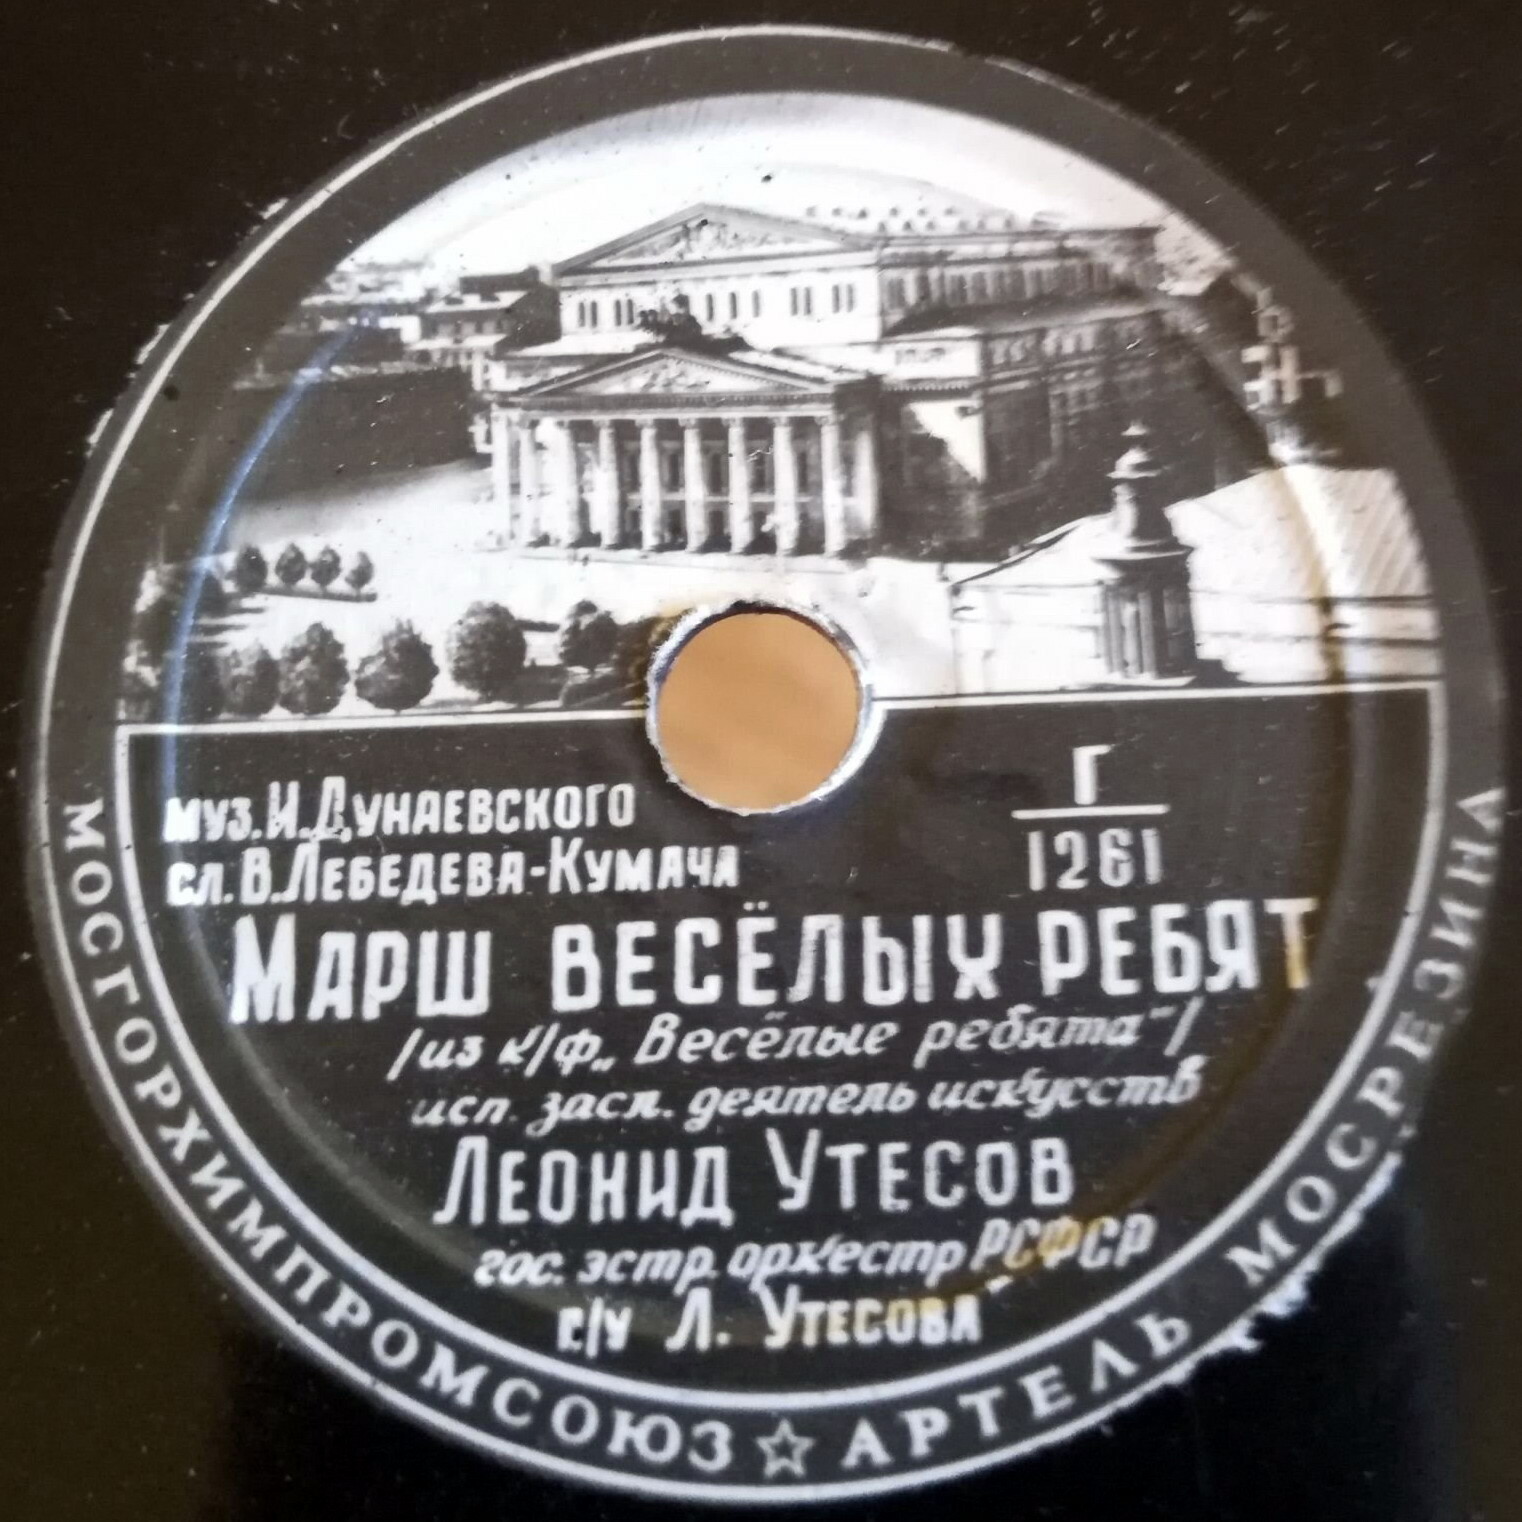 муз. И. Дунаевского
сл. В. Лебедева-Кумача
Г
1261
Марш весёлых ребят
/из к/ф „Весёлые ребята"/
исп. засл. деятель искусств
Леонид Утесов
гос. эстр. оркестр РСФСР
п/у Л. Утесова
МОСГОРХИМПРОМСОЮЗ ☆ АРТЕЛЬ МОСРЕЗИНА